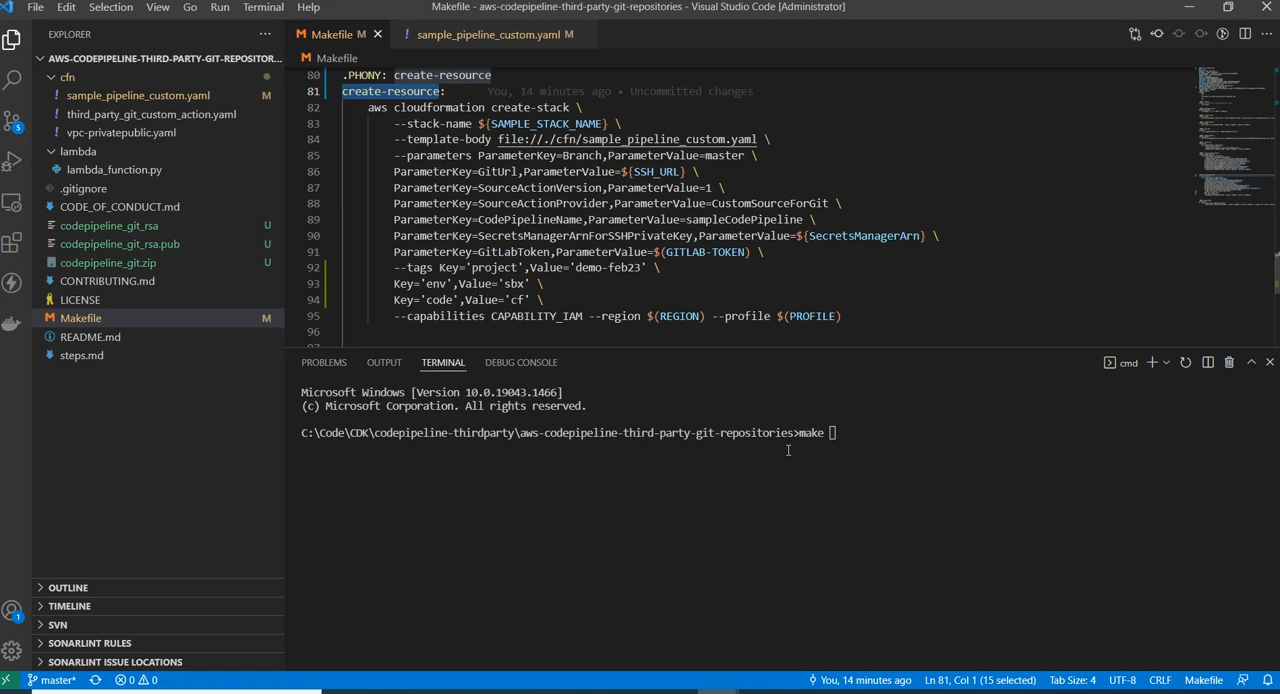 File Edit Selection View Go Run Terminal Help Makefile - aws-codepipeline-third-party-git-repositories - Visual Studio Code [Administrator]
EXPLORER
Makefile M
sample_pipeline_custom.yaml M
AWS-CODEPIPELINE-THIRD-PARTY-GIT-REPOSITOR...
Makefile
cfn
sample_pipeline_custom.yaml M
third_party_git_custom_action.yaml
vpc-privatepublic.yaml
lambda
lambda_function.py
.gitignore
CODE_OF_CONDUCT.md
codepipeline_git_rsa U
codepipeline_git_rsa.pub U
codepipeline_git.zip U
CONTRIBUTING.md
LICENSE
Makefile M
README.md
steps.md
OUTLINE
TIMELINE
SVN
SONARLINT RULES
SONARLINT ISSUE LOCATIONS
5
1
80 .PHONY: create-resource
81 create-resource: You, 14 minutes ago • Uncommitted changes
82 aws cloudformation create-stack \
83 --stack-name ${SAMPLE_STACK_NAME} \
84 --template-body file://./cfn/sample_pipeline_custom.yaml \
85 --parameters ParameterKey=Branch,ParameterValue=master \
86 ParameterKey=GitUrl,ParameterValue=${SSH_URL} \
87 ParameterKey=SourceActionVersion,ParameterValue=1 \
88 ParameterKey=SourceActionProvider,ParameterValue=CustomSourceForGit \
89 ParameterKey=CodePipelineName,ParameterValue=sampleCodePipeline \
90 ParameterKey=SecretsManagerArnForSSHPrivateKey,ParameterValue=${SecretsManagerArn} \
91 ParameterKey=GitLabToken,ParameterValue=$(GITLAB-TOKEN) \
92 --tags Key='project',Value='demo-feb23' \
93 Key='env',Value='sbx' \
94 Key='code',Value='cf' \
95 --capabilities CAPABILITY_IAM --region $(REGION) --profile $(PROFILE)
96
PROBLEMS OUTPUT TERMINAL DEBUG CONSOLE cmd
Microsoft Windows [Version 10.0.19043.1466]
(c) Microsoft Corporation. All rights reserved.
C:\Code\CDK\codepipeline-thirdparty\aws-codepipeline-third-party-git-repositories>make
master* 0 0 You, 14 minutes ago Ln 81, Col 1 (15 selected) Tab Size: 4 UTF-8 CRLF Makefile